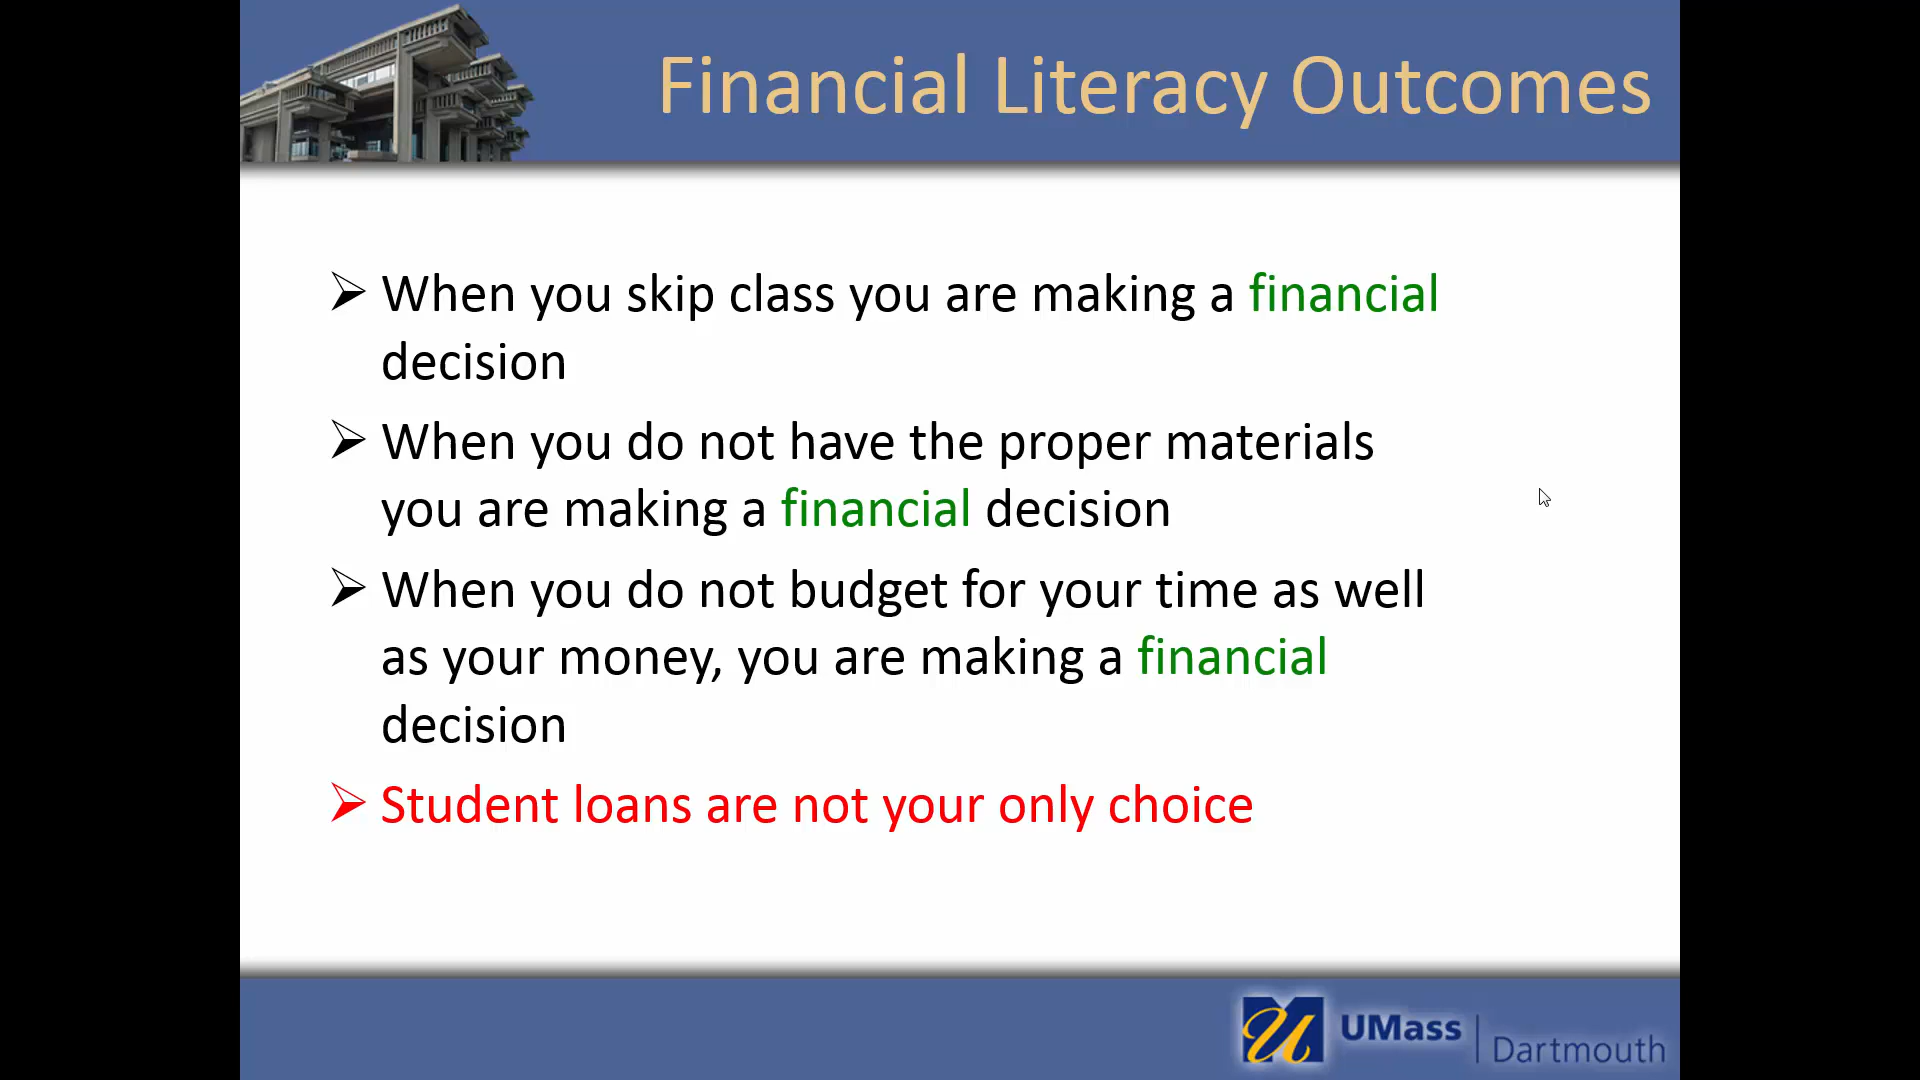 Financial Literacy Outcomes
When you skip class you are making a financial
decision
When you do not have the proper materials
you are making a financial decision
When you do not budget for your time as well
as your money, you are making a financial
decision
Student loans are not your only choice
UMass | Dartmouth